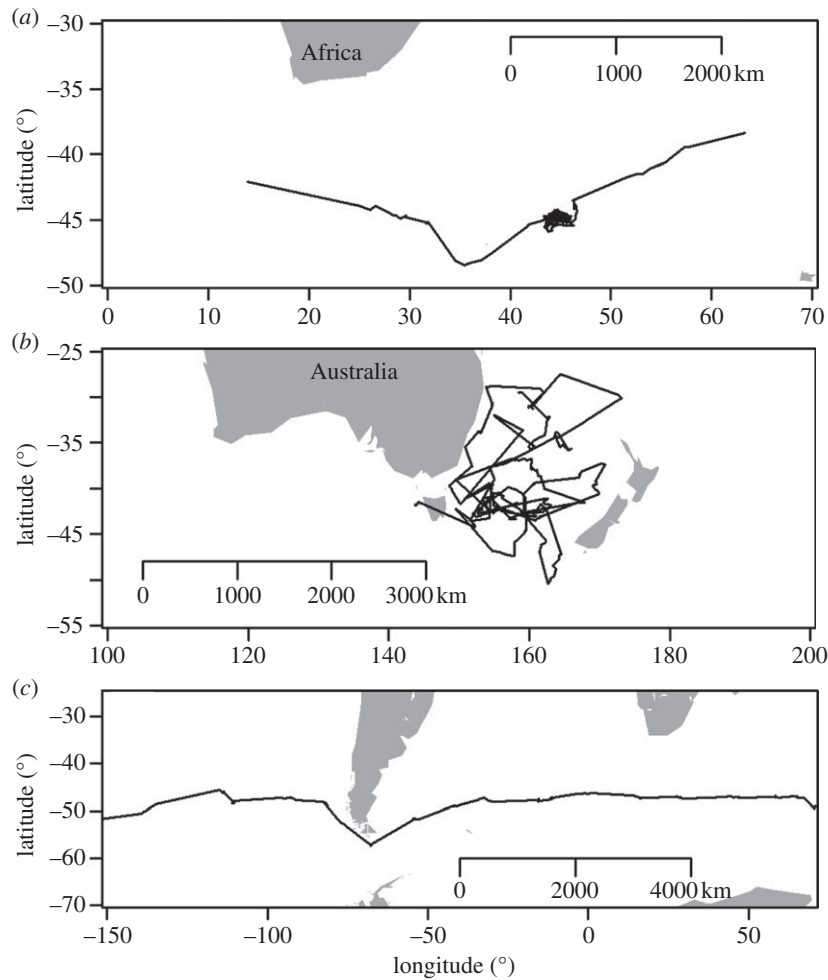 (a)
−30
−35
−40
−45
−50
latitude (°)
Africa
0 1000 2000 km
0 10 20 30 40 50 60 70
(b)
−25
−35
−45
−55
latitude (°)
Australia
0 1000 2000 3000 km
100 120 140 160 180 200
(c)
−30
−40
−50
−60
−70
latitude (°)
0 2000 4000 km
−150 −100 −50 0 50
longitude (°)